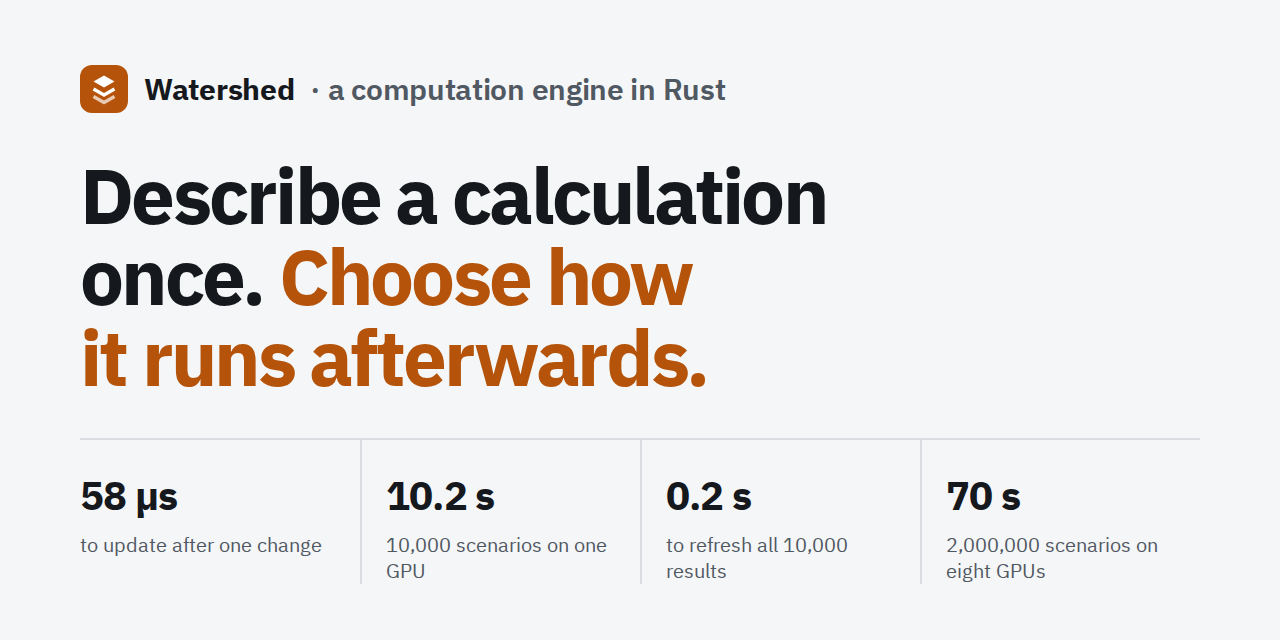 Watershed · a computation engine in Rust
Describe a calculation
once. Choose how
it runs afterwards.
58 µs
to update after one change
10.2 s
10,000 scenarios on one
GPU
0.2 s
to refresh all 10,000
results
70 s
2,000,000 scenarios on
eight GPUs